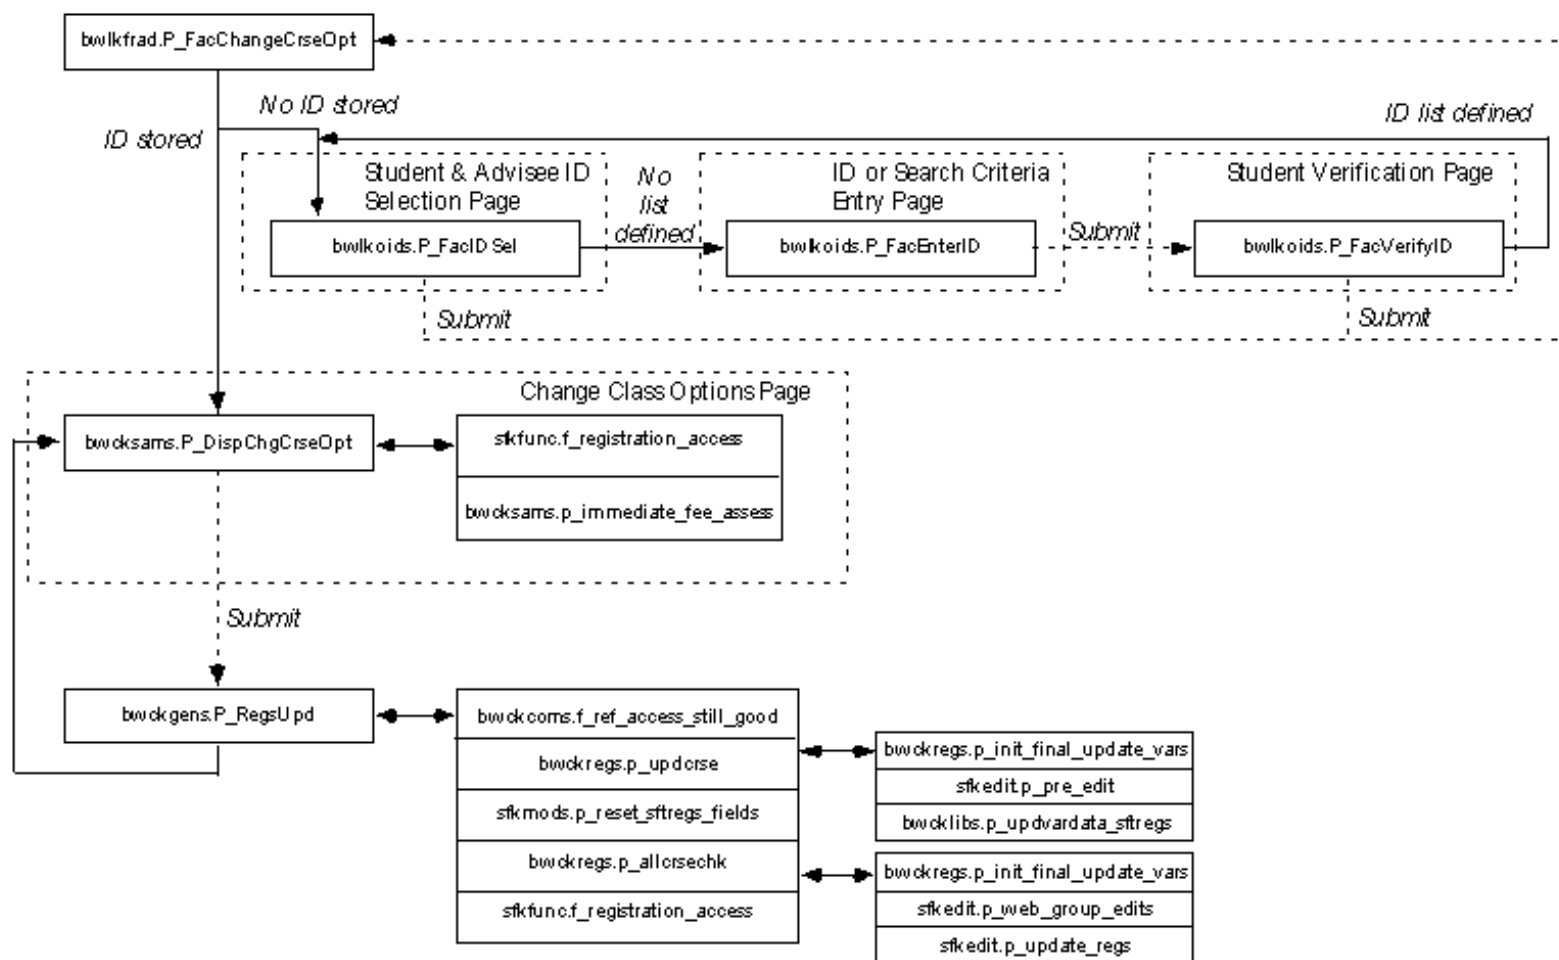 bwlkfrad.P_FacChangeCrseOpt
No ID stored
ID stored
ID list defined
Student & Advisee ID
Selection Page
No
list
defined
ID or Search Criteria
Entry Page
Student Verification Page
bwlkoids.P_FacIDSel
bwlkoids.P_FacEnterID
Submit
bwlkoids.P_FacVerifyID
Submit
Submit
Change Class Options Page
bwcksams.P_DispChgCrseOpt
sfkfunc.f_registration_access
bwcksams.p_immediate_fee_assess
Submit
bwckgens.P_RegsUpd
bwckcoms.f_ref_access_still_good
bwckregs.p_updcrse
sfkmods.p_reset_sftregs_fields
bwckregs.p_allcrsechk
sfkfunc.f_registration_access
bwckregs.p_init_final_update_vars
sfkedit.p_pre_edit
bwcklibs.p_updvardata_sftregs
bwckregs.p_init_final_update_vars
sfkedit.p_web_group_edits
sfkedit.p_update_regs